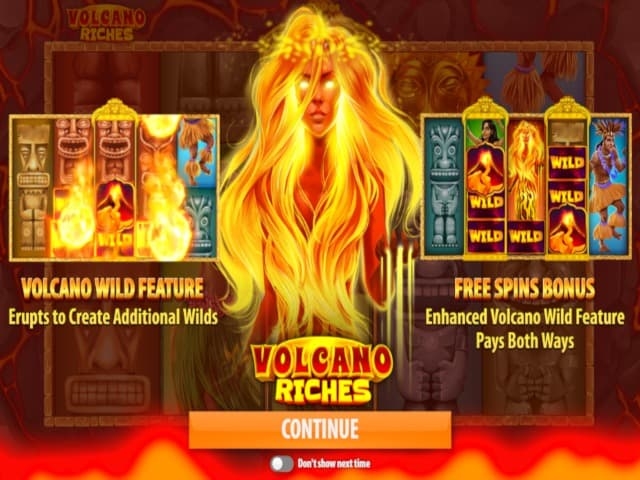 VOLCANO
RICHES
WILD
WILD
WILD
WILD
WILD
WILD
WILD
VOLCANO WILD FEATURE
Erupts to Create Additional Wilds
FREE SPINS BONUS
Enhanced Volcano Wild Feature
Pays Both Ways
VOLCANO
RICHES
CONTINUE
Don't show next time